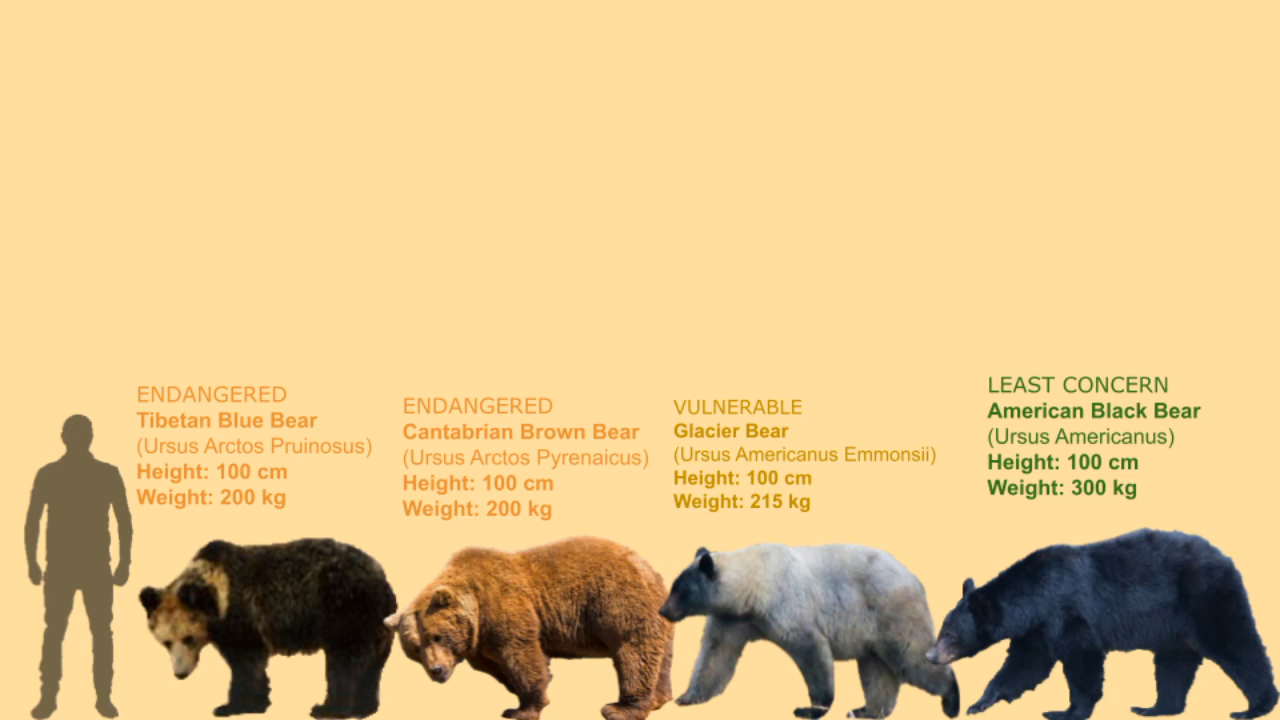 ENDANGERED
Tibetan Blue Bear
(Ursus Arctos Pruinosus)
Height: 100 cm
Weight: 200 kg
ENDANGERED
Cantabrian Brown Bear
(Ursus Arctos Pyrenaicus)
Height: 100 cm
Weight: 200 kg
VULNERABLE
Glacier Bear
(Ursus Americanus Emmonsii)
Height: 100 cm
Weight: 215 kg
LEAST CONCERN
American Black Bear
(Ursus Americanus)
Height: 100 cm
Weight: 300 kg